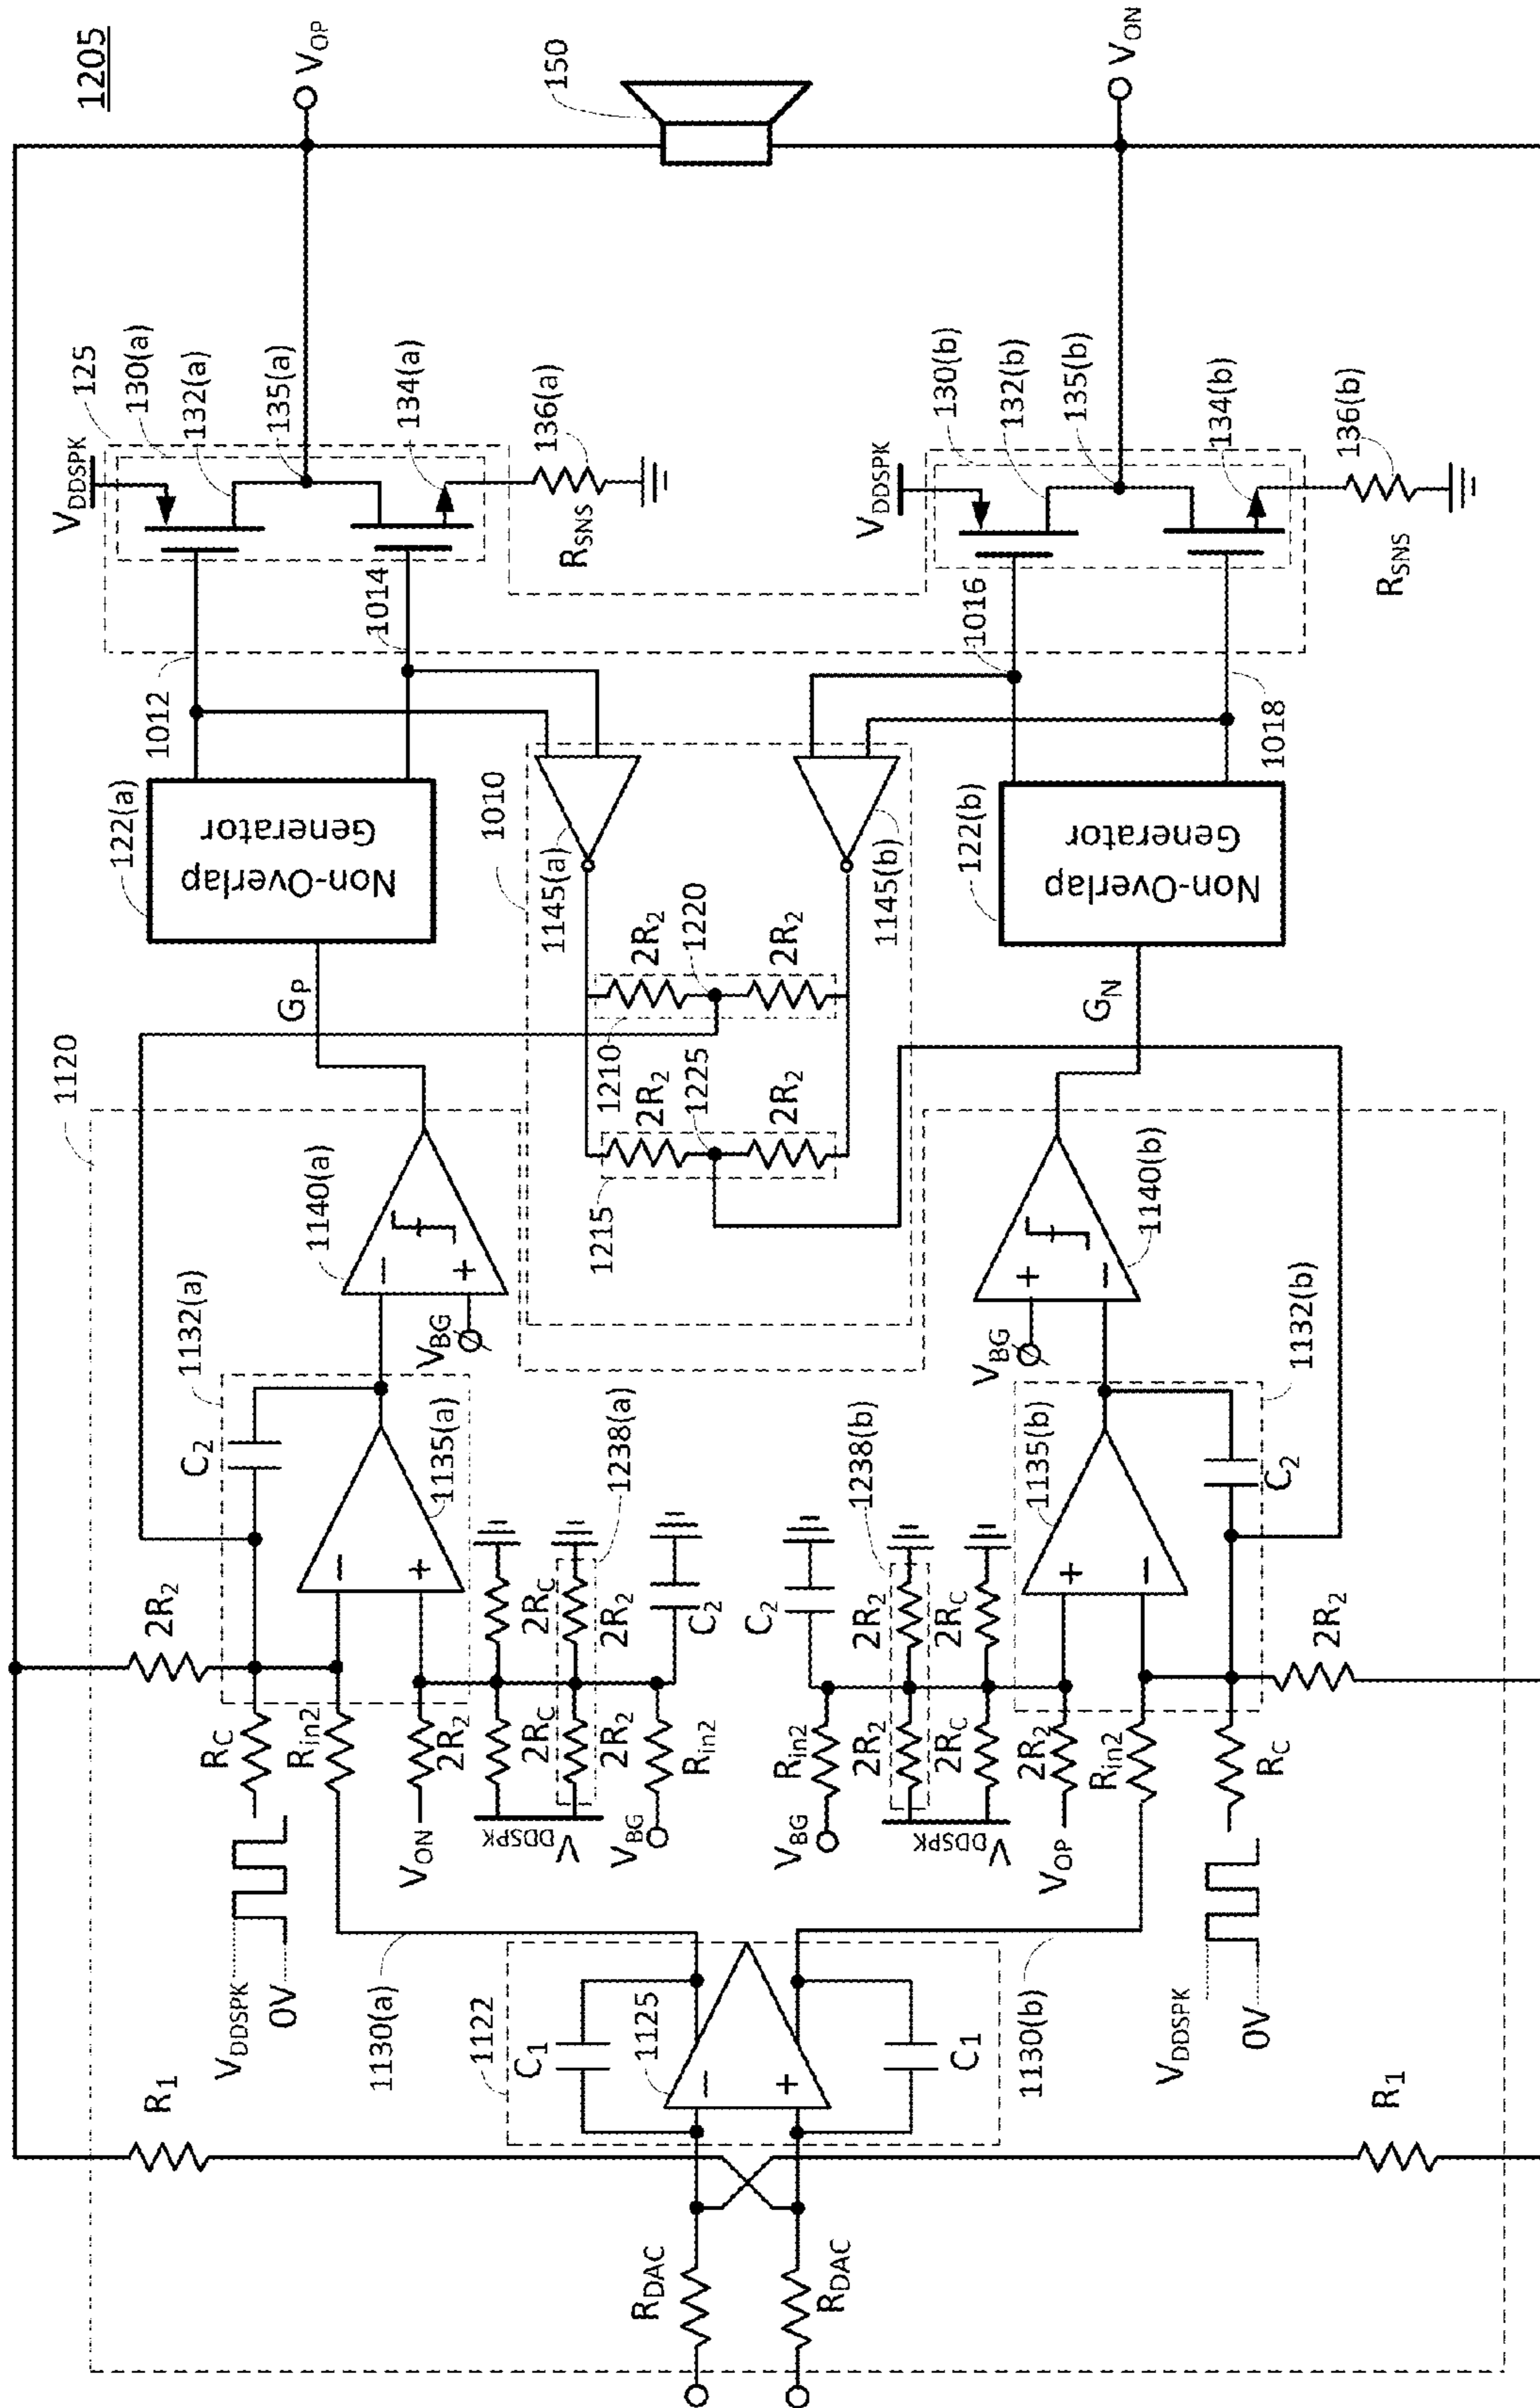 1205
V_OP
V_ON
150
125
130(a)
132(a)
135(a)
134(a)
136(a)
V_DDSPK
R_SNS
130(b)
132(b)
135(b)
134(b)
136(b)
V_DDSPK
R_SNS
1012
1014
1016
1018
122(a)
Non-Overlap
Generator
122(b)
Non-Overlap
Generator
1010
1145(a)
1145(b)
2R_2
1220
2R_2
1210
2R_2
1225
2R_2
1215
G_P
G_N
1120
1140(a)
−
+
V_BG
1140(b)
+
−
V_BG
1132(a)
C_2
1135(a)
−
+
2R_2
R_C
R_in2
2R_2
V_ON
2R_C
2R_C
2R_2
2R_2
1238(a)
V_DDSPK
R_in2
V_BG
C_2
C_2
1238(b)
R_in2
V_BG
2R_2
2R_2
2R_C
V_DDSPK
2R_2
V_OP
R_in2
R_C
2R_2
1132(b)
C_2
1135(b)
+
−
V_DDSPK
0V
V_DDSPK
0V
1130(a)
1130(b)
1122
C_1
1125
−
+
C_1
R_1
R_1
R_DAC
R_DAC